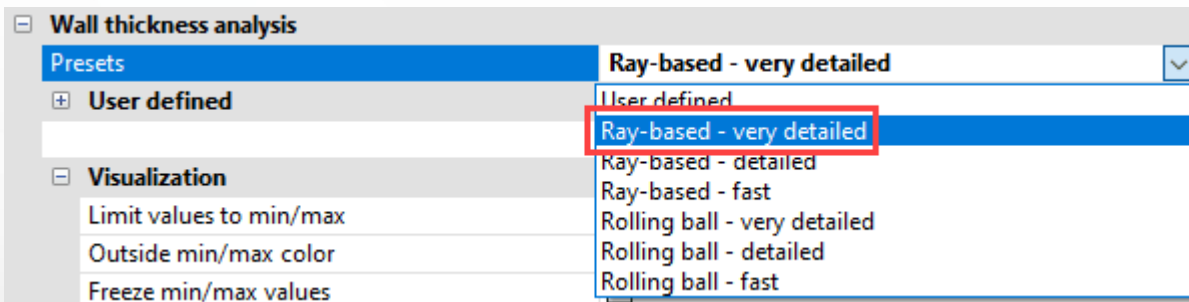 Wall thickness analysis
Presets Ray-based - very detailed
User defined User defined
Ray-based - very detailed
Ray-based - detailed
Visualization Ray-based - fast
Limit values to min/max Rolling ball - very detailed
Outside min/max color Rolling ball - detailed
Freeze min/max values Rolling ball - fast